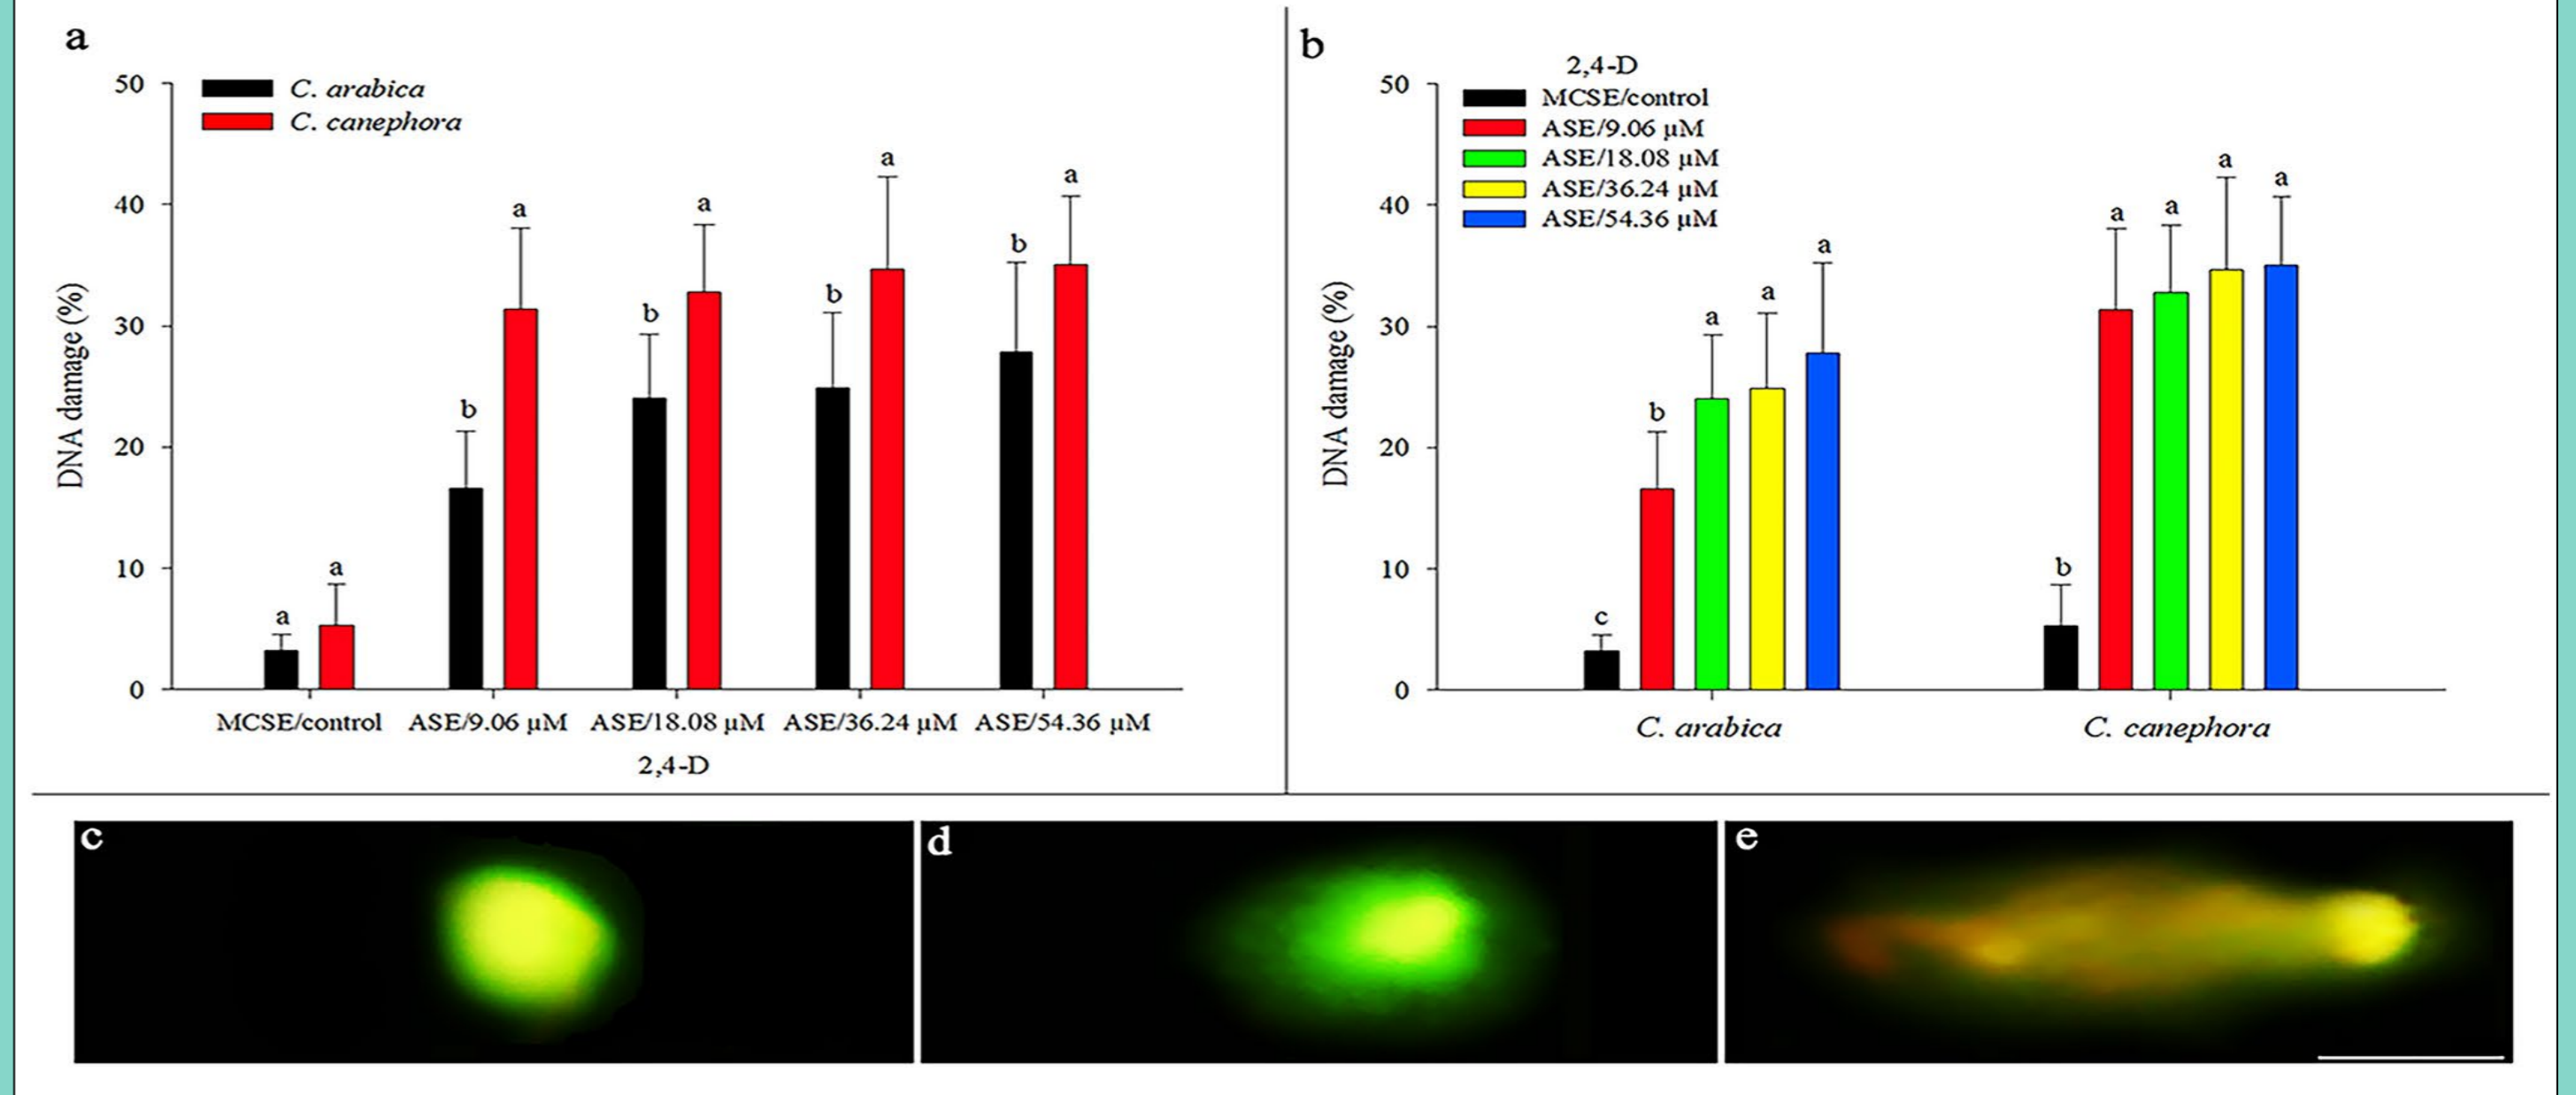 a
50
40
30
20
10
0
DNA damage (%)
C. arabica
C. canephora
a
a
b
a
b
a
b
a
b
a
MCSE/control ASE/9.06 µM ASE/18.08 µM ASE/36.24 µM ASE/54.36 µM
2,4-D
b
50
40
30
20
10
0
DNA damage (%)
2,4-D
MCSE/control
ASE/9.06 µM
ASE/18.08 µM
ASE/36.24 µM
ASE/54.36 µM
c
b
a
a
a
b
a
a
a
a
C. arabica C. canephora
c
d
e